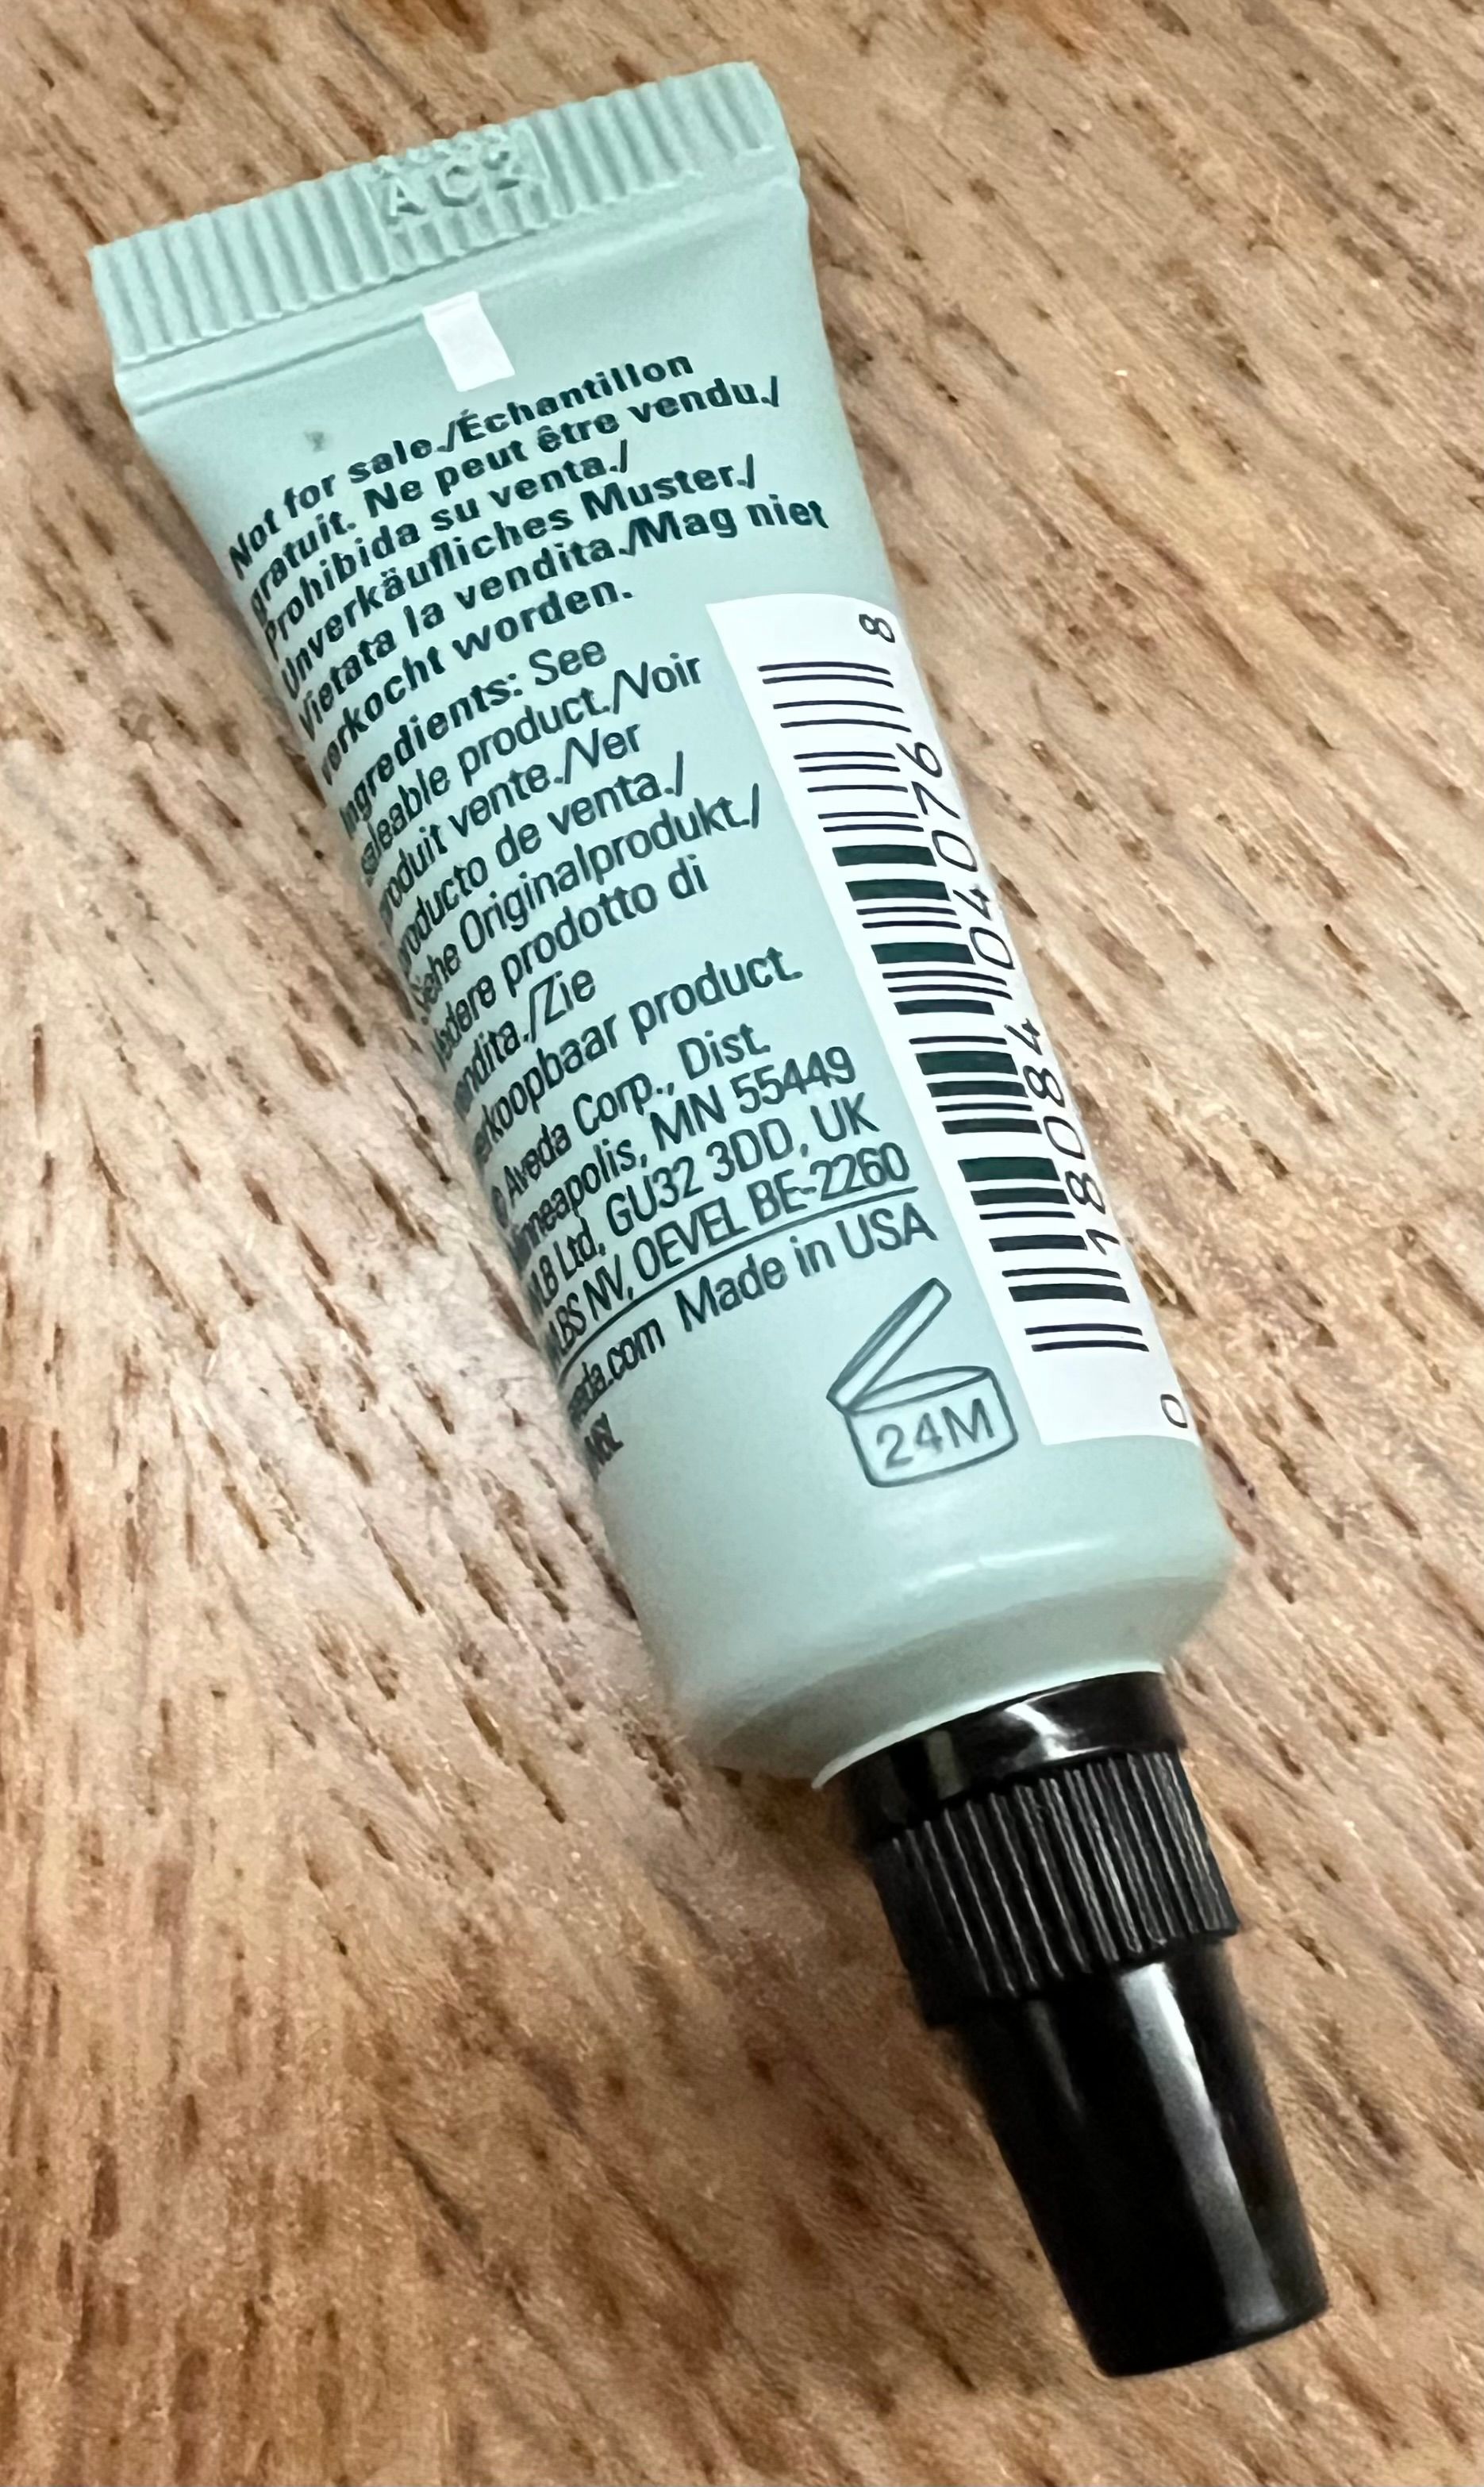 AC2
Not for sale./Échantillon
gratuit. Ne peut être vendu./
Prohibida su venta./
Unverkäufliches Muster./
Vietata la vendita./Mag niet
verkocht worden.
Ingredients: See
saleable product./Voir
produit vente./Ver
producto de venta./
Siehe Originalprodukt./
Vedere prodotto di
vendita./Zie
verkoopbaar product.
© Aveda Corp., Dist.
Minneapolis, MN 55449
Ltd, GU32 3DD, UK
NV, OEVEL BE-2260
Made in USA
24M
0 18084 04076 8